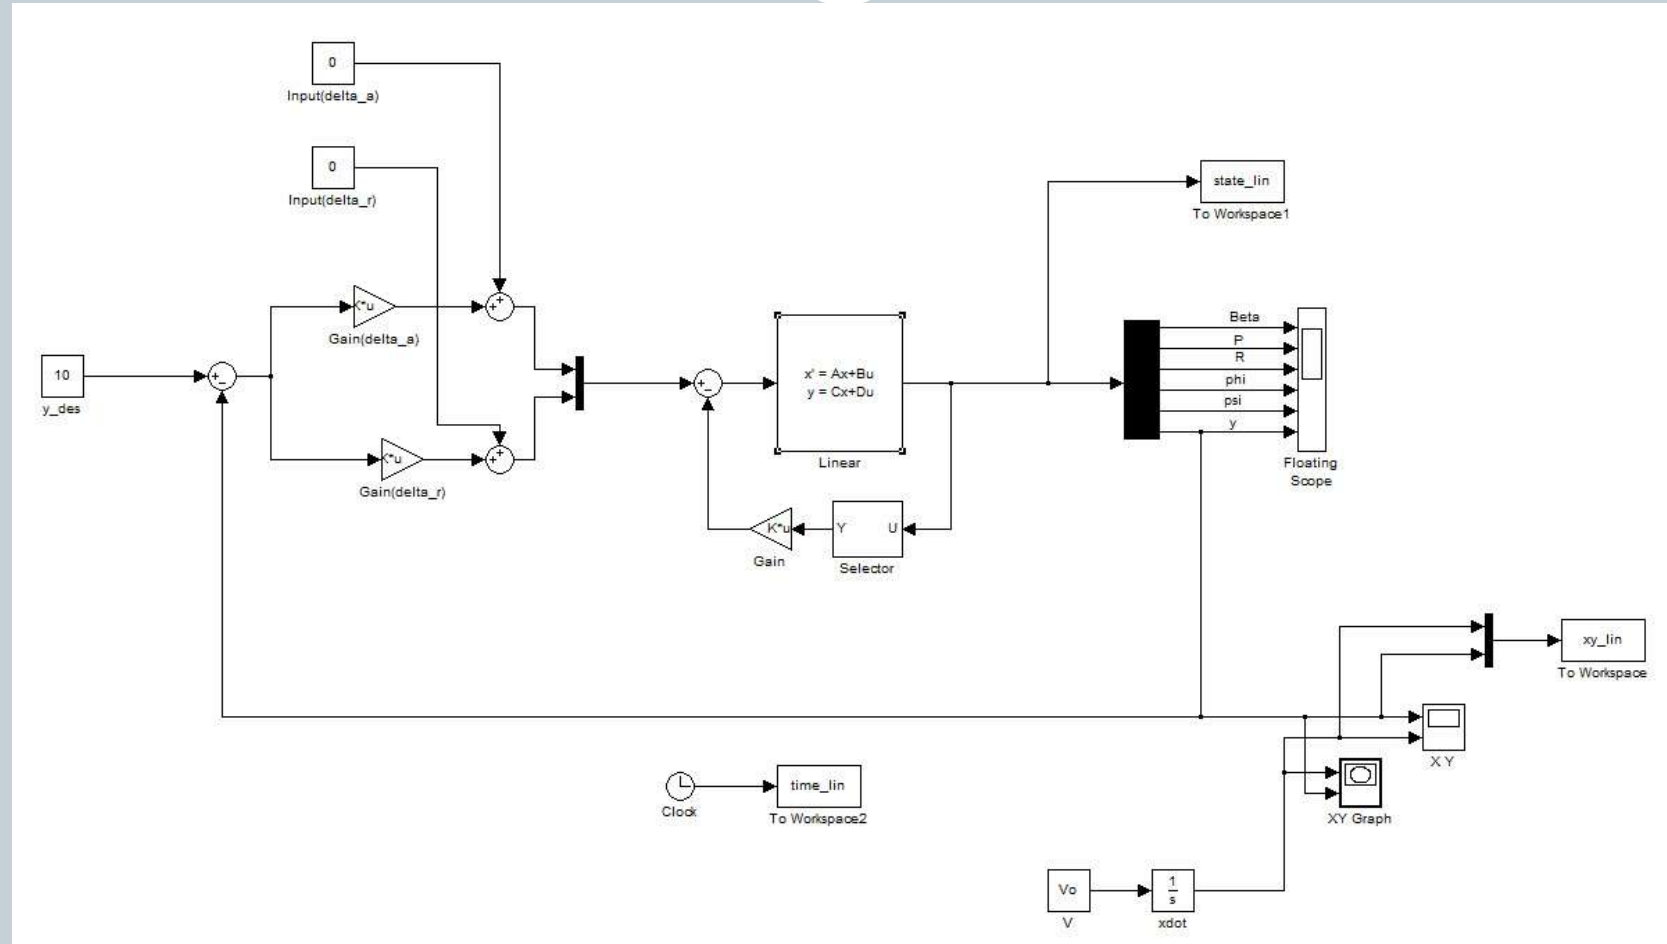 0
Input(delta_a)
0
Input(delta_r)
state_lin
To Workspace1
K*u
Gain(delta_a)
10
y_des
K*u
Gain(delta_r)
x' = Ax+Bu
y = Cx+Du
Linear
Beta
P
R
phi
psi
y
Floating
Scope
K*u
Gain
Y U
Selector
xy_lin
To Workspace
X Y
Clock
time_lin
To Workspace2
XY Graph
Vo
V
1
s
xdot